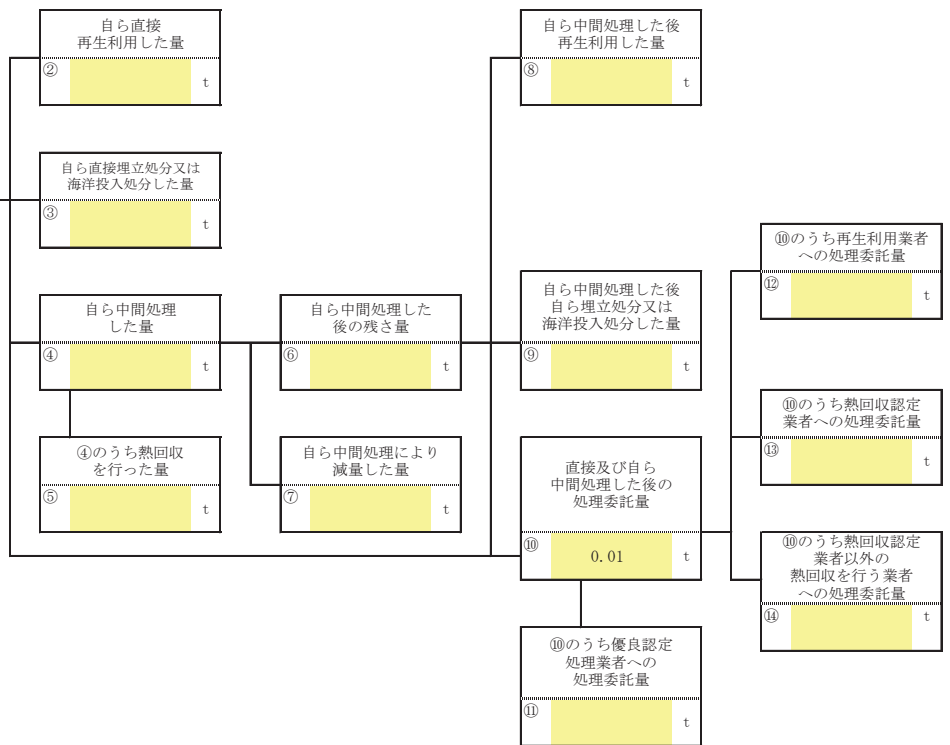 自ら直接
再生利用した量
②
t
自ら直接埋立処分又は
海洋投入処分した量
③
t
自ら中間処理
した量
④
t
④のうち熱回収
を行った量
⑤
t
自ら中間処理した
後の残さ量
⑥
t
自ら中間処理により
減量した量
⑦
t
自ら中間処理した後
再生利用した量
⑧
t
自ら中間処理した後
自ら埋立処分又は
海洋投入処分した量
⑨
t
直接及び自ら
中間処理した後の
処理委託量
⑩ 0.01 t
⑩のうち優良認定
処理業者への
処理委託量
⑪
t
⑩のうち再生利用業者
への処理委託量
⑫
t
⑩のうち熱回収認定
業者への処理委託量
⑬
t
⑩のうち熱回収認定
業者以外の
熱回収を行う業者
への処理委託量
⑭
t